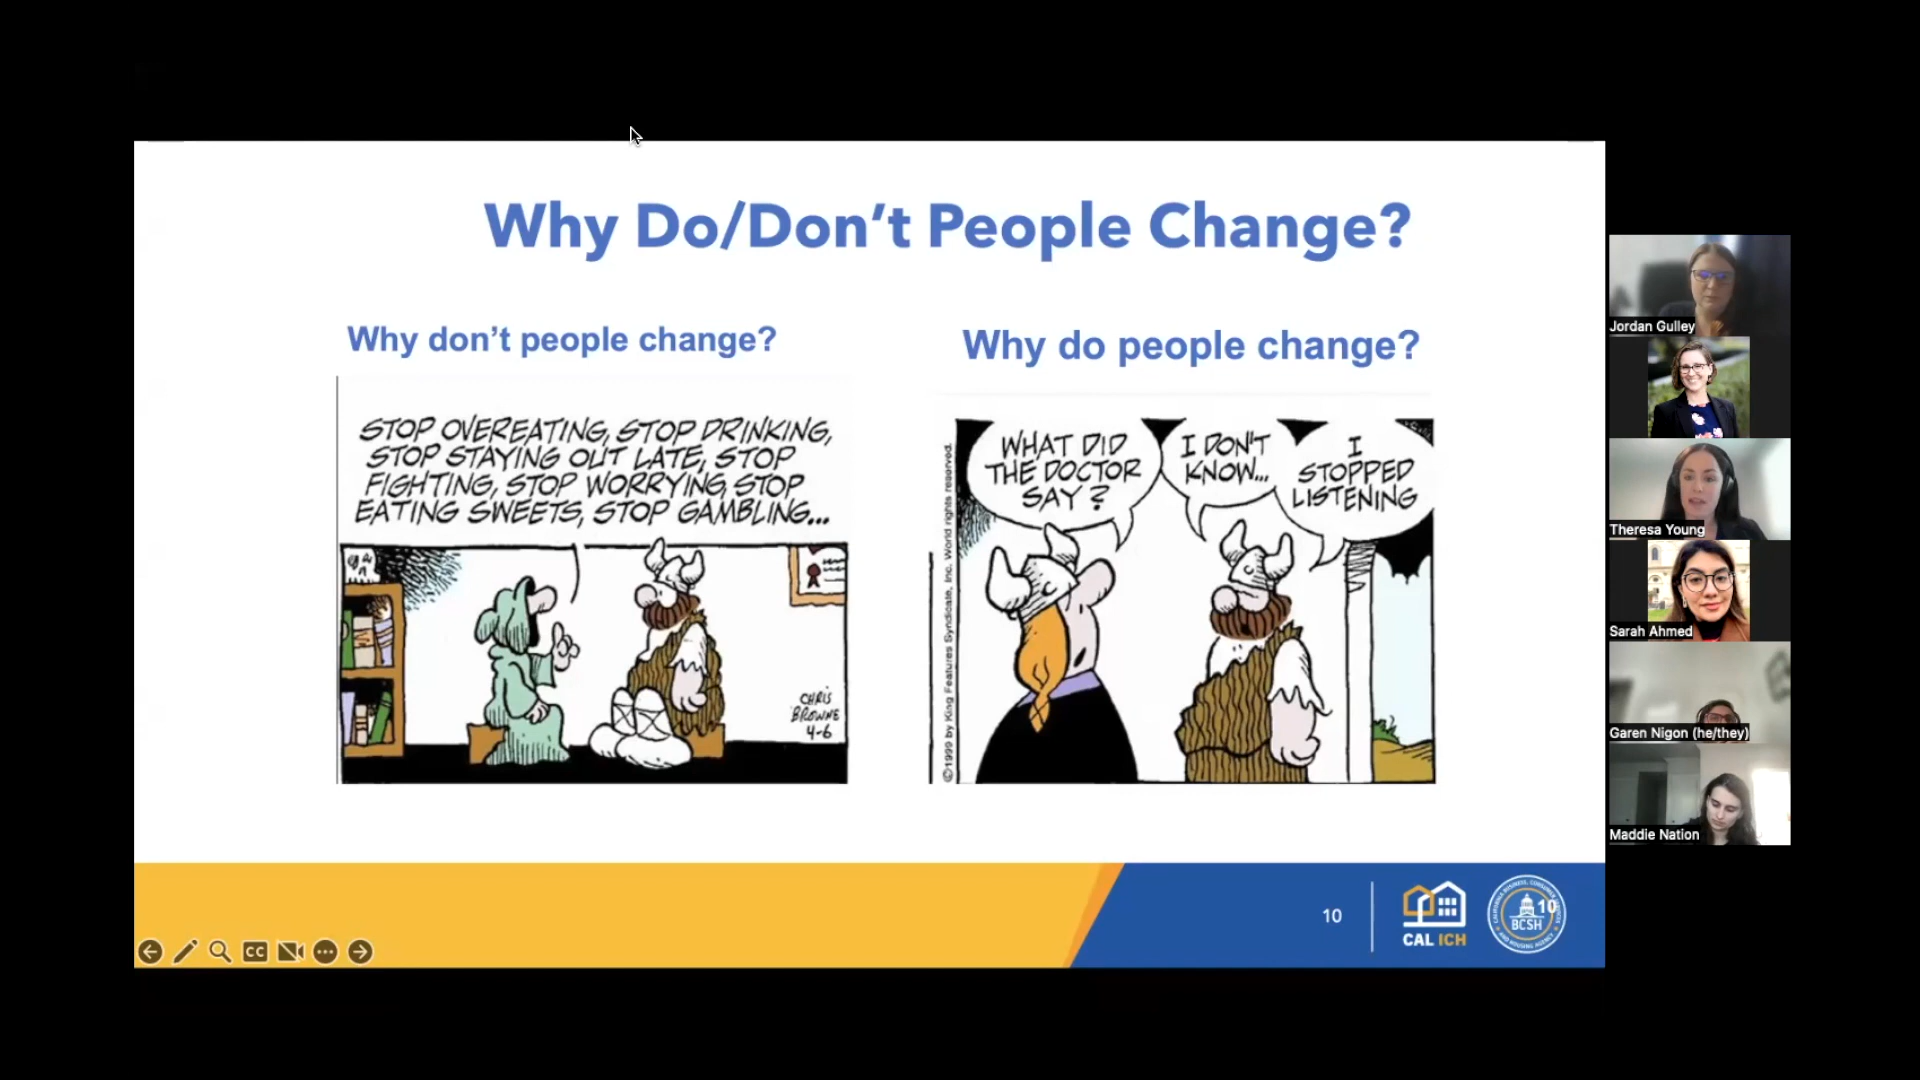 Why Do/Don't People Change?
Why don't people change?
STOP OVEREATING, STOP DRINKING,
STOP STAYING OUT LATE, STOP
FIGHTING, STOP WORRYING, STOP
EATING SWEETS, STOP GAMBLING...
CHRIS
BROWNE
4-6
Why do people change?
©1999 by King Features Syndicate, Inc. World rights reserved.
WHAT DID
THE DOCTOR
SAY?
I DON'T
KNOW...
I
STOPPED
LISTENING
10
CAL ICH
10
BCSH
CC
Jordan Gulley
Theresa Young
Sarah Ahmed
Garen Nigon (he/they)
Maddie Nation